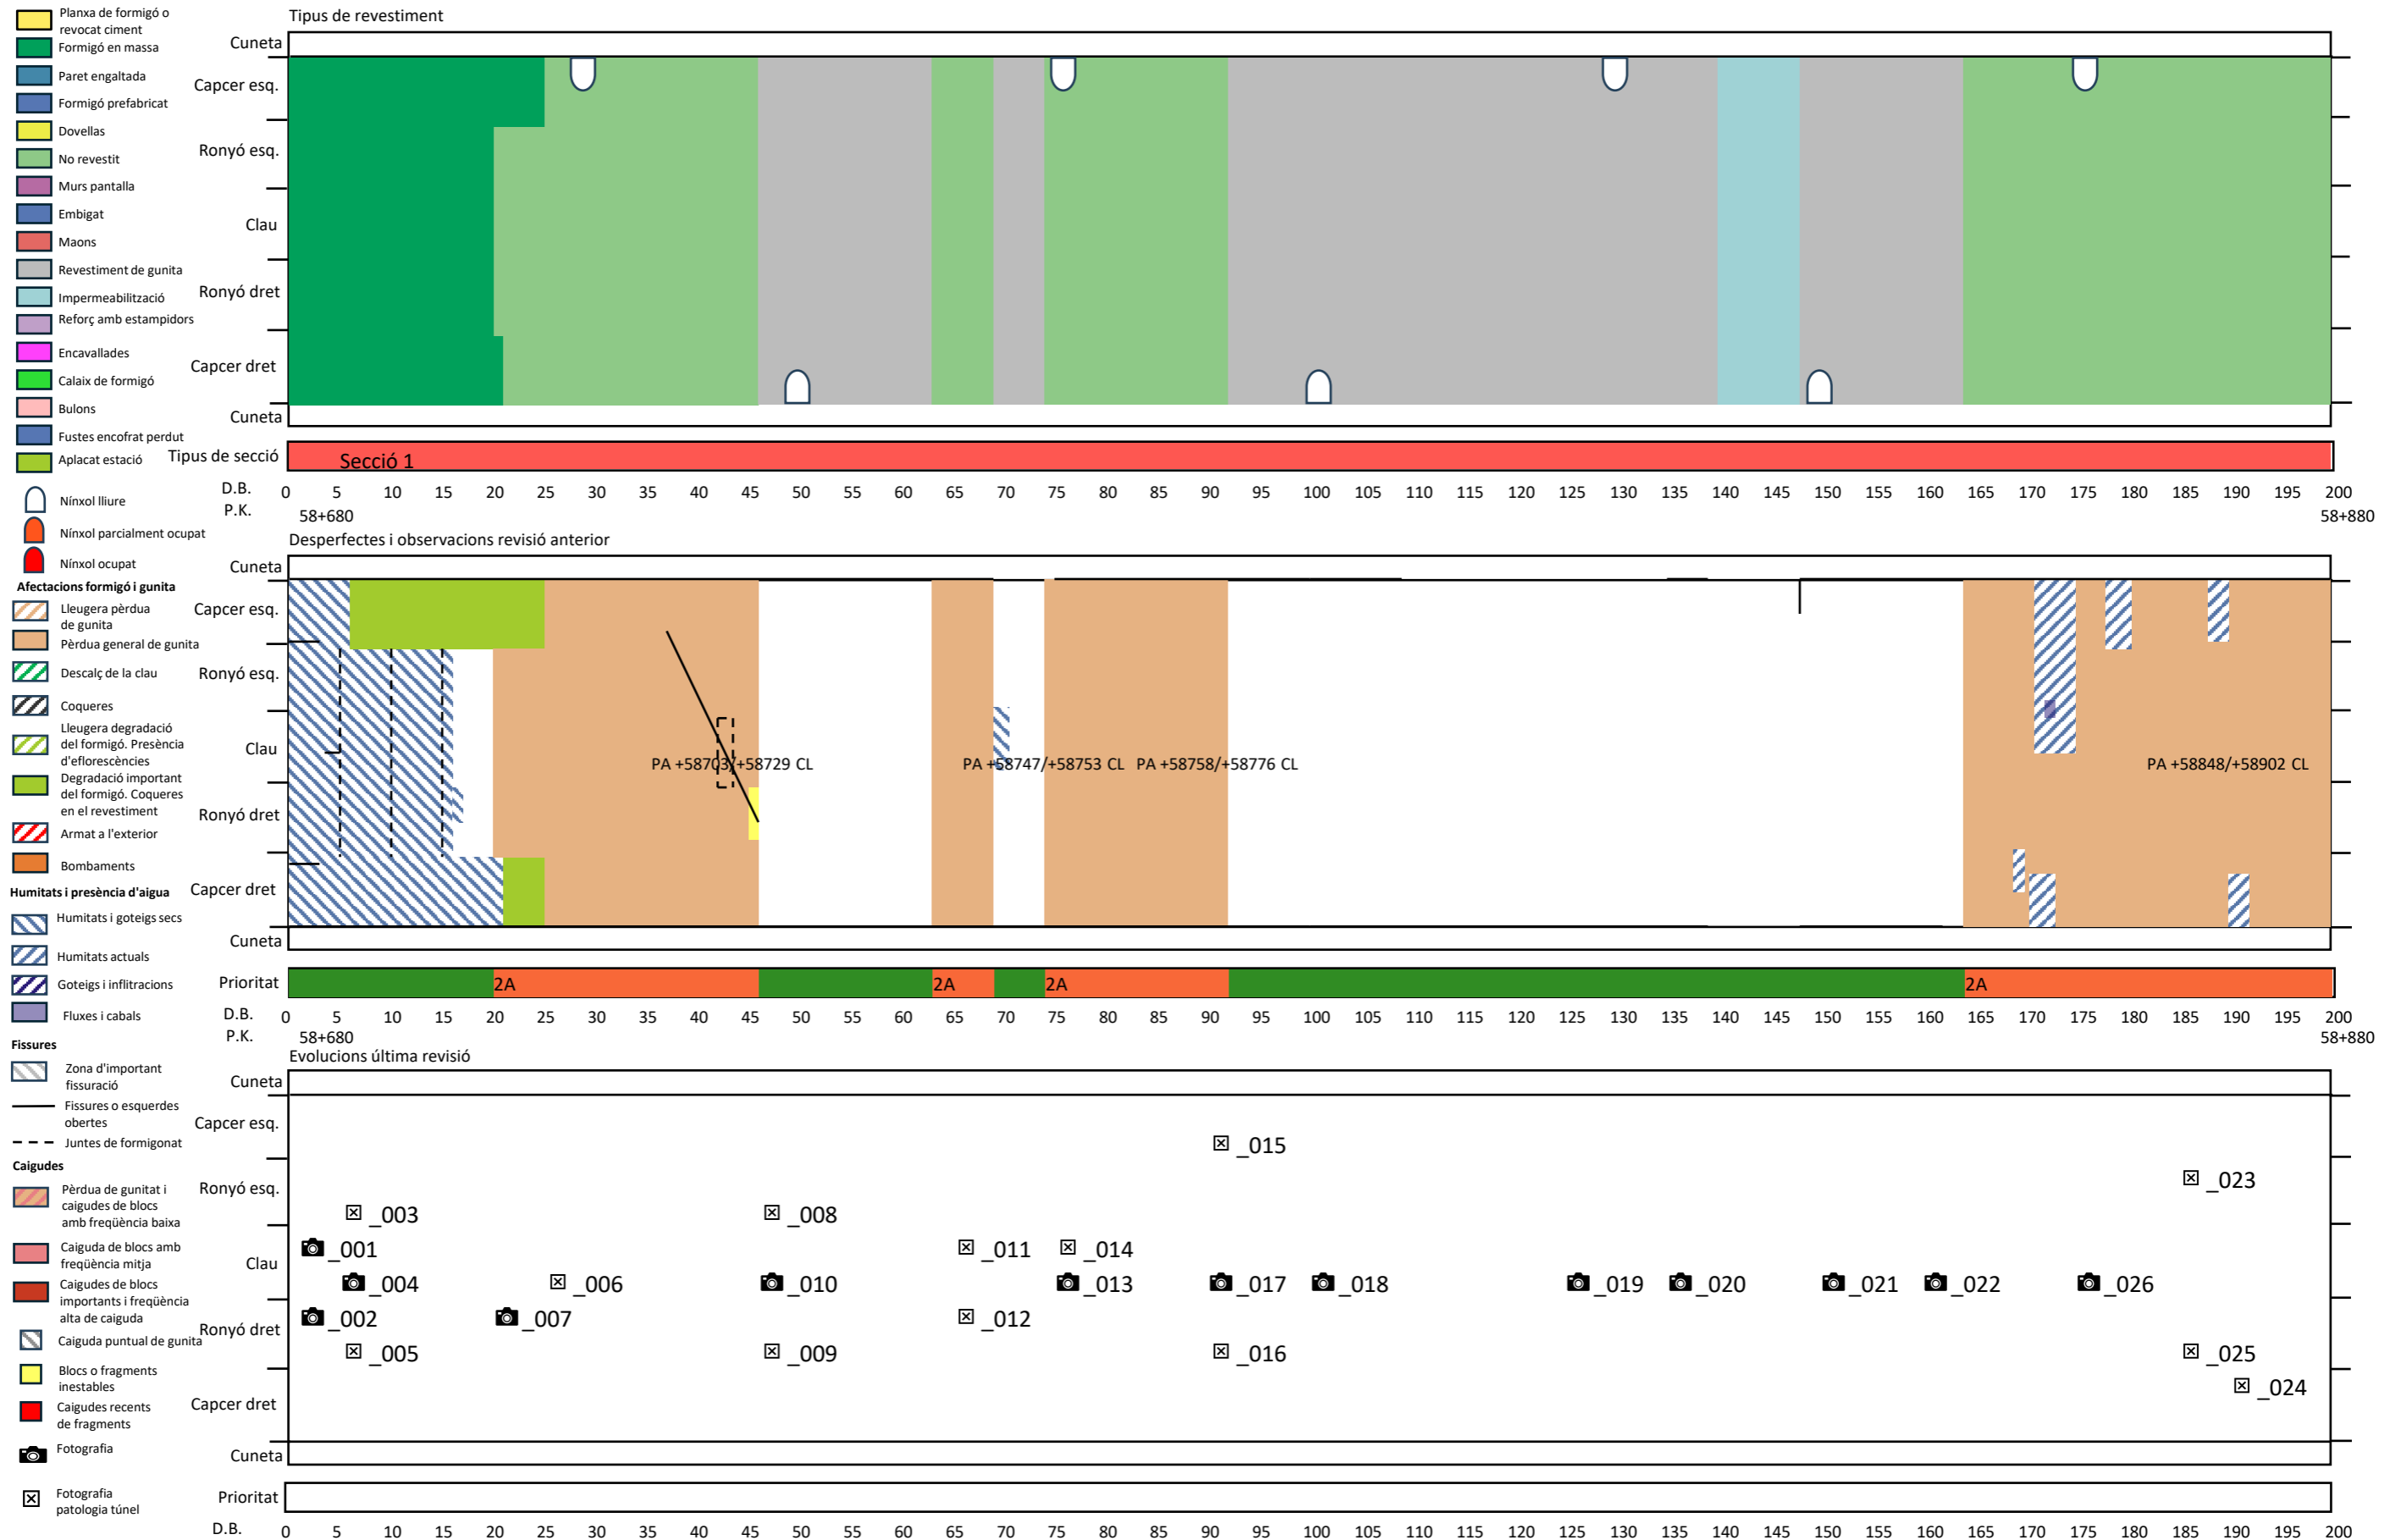 Planxa de formigó o
revocat ciment
Formigó en massa
Paret engaltada
Formigó prefabricat
Dovellas
No revestit
Murs pantalla
Embigat
Maons
Revestiment de gunita
Impermeabilització
Reforç amb estampidors
Encavallades
Calaix de formigó
Bulons
Fustes encofrat perdut
Aplacat estació
Nínxol lliure
Nínxol parcialment ocupat
Nínxol ocupat
Afectacions formigó i gunita
Lleugera pèrdua
de gunita
Pèrdua general de gunita
Descalç de la clau
Coqueres
Lleugera degradació
del formigó. Presència
d'eflorescències
Degradació important
del formigó. Coqueres
en el revestiment
Armat a l'exterior
Bombaments
Humitats i presència d'aigua
Humitats i goteigs secs
Humitats actuals
Goteigs i inflitracions
Fluxes i cabals
Fissures
Zona d'important
fissuració
Fissures o esquerdes
obertes
Juntes de formigonat
Caigudes
Pèrdua de gunitat i
caigudes de blocs
amb freqüència baixa
Caiguda de blocs amb
freqüència mitja
Caigudes de blocs
importants i freqüència
alta de caiguda
Caiguda puntual de gunita
Blocs o fragments
inestables
Caigudes recents
de fragments
Fotografia
Fotografia
patologia túnel
Tipus de revestiment
Cuneta
Capcer esq.
Ronyó esq.
Clau
Ronyó dret
Capcer dret
Cuneta
Tipus de secció
Secció 1
D.B. 0 5 10 15 20 25 30 35 40 45 50 55 60 65 70 75 80 85 90 95 100 105 110 115 120 125 130 135 140 145 150 155 160 165 170 175 180 185 190 195 200
P.K. 58+680 58+880
Desperfectes i observacions revisió anterior
Cuneta
Capcer esq.
Ronyó esq.
Clau
PA +58703/+58729 CL PA +58747/+58753 CL PA +58758/+58776 CL PA +58848/+58902 CL
Ronyó dret
Capcer dret
Cuneta
Prioritat 2A 2A 2A 2A
D.B. 0 5 10 15 20 25 30 35 40 45 50 55 60 65 70 75 80 85 90 95 100 105 110 115 120 125 130 135 140 145 150 155 160 165 170 175 180 185 190 195 200
P.K. 58+680 58+880
Evolucions última revisió
Cuneta
Capcer esq.
_015
Ronyó esq. _023
_003 _008
_001 _011 _014
Clau
_004 _006 _010 _013 _017 _018 _019 _020 _021 _022 _026
_002 _007 _012
Ronyó dret
_005 _009 _016 _025
_024
Capcer dret
Cuneta
Prioritat
D.B. 0 5 10 15 20 25 30 35 40 45 50 55 60 65 70 75 80 85 90 95 100 105 110 115 120 125 130 135 140 145 150 155 160 165 170 175 180 185 190 195 200